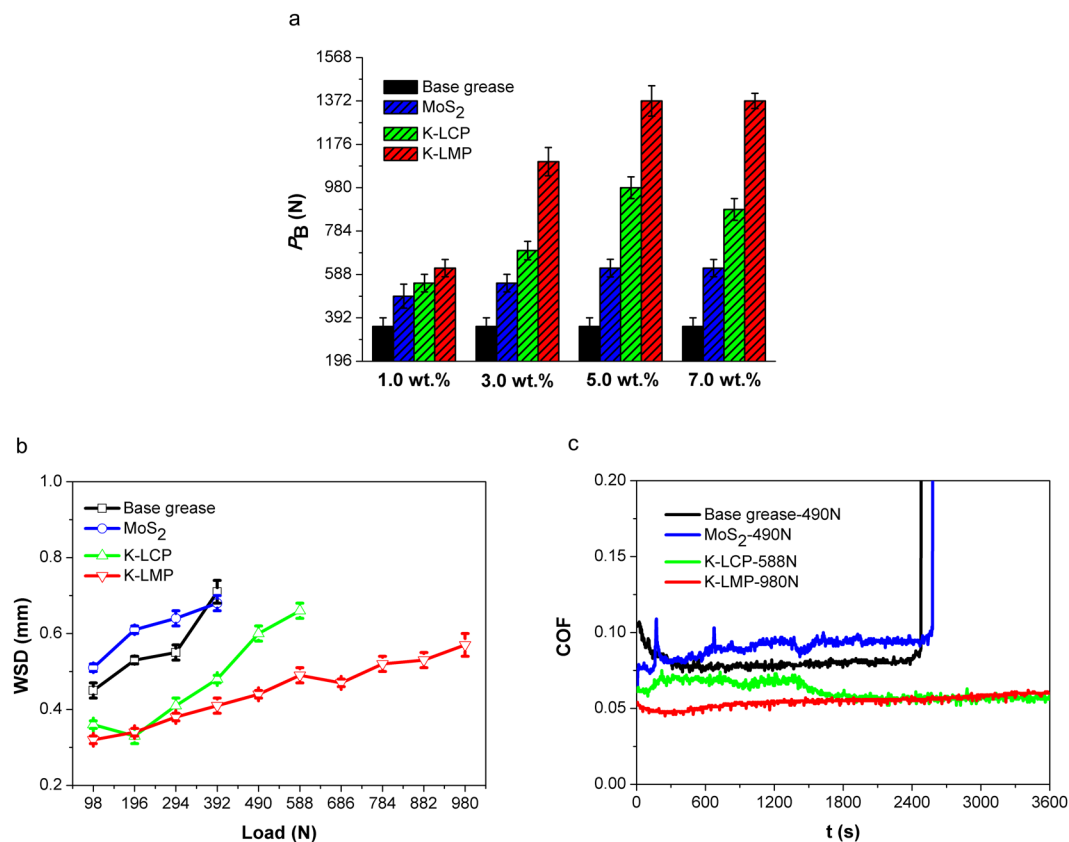 a
1568
1372
1176
980
784
588
392
196
P_B (N)
Base grease
MoS₂
K-LCP
K-LMP
1.0 wt.%
3.0 wt.%
5.0 wt.%
7.0 wt.%
b
1.0
0.8
0.6
0.4
0.2
WSD (mm)
Base grease
MoS₂
K-LCP
K-LMP
98
196
294
392
490
588
686
784
882
980
Load (N)
c
0.20
0.15
0.10
0.05
0.00
COF
Base grease-490N
MoS₂-490N
K-LCP-588N
K-LMP-980N
0
600
1200
1800
2400
3000
3600
t (s)